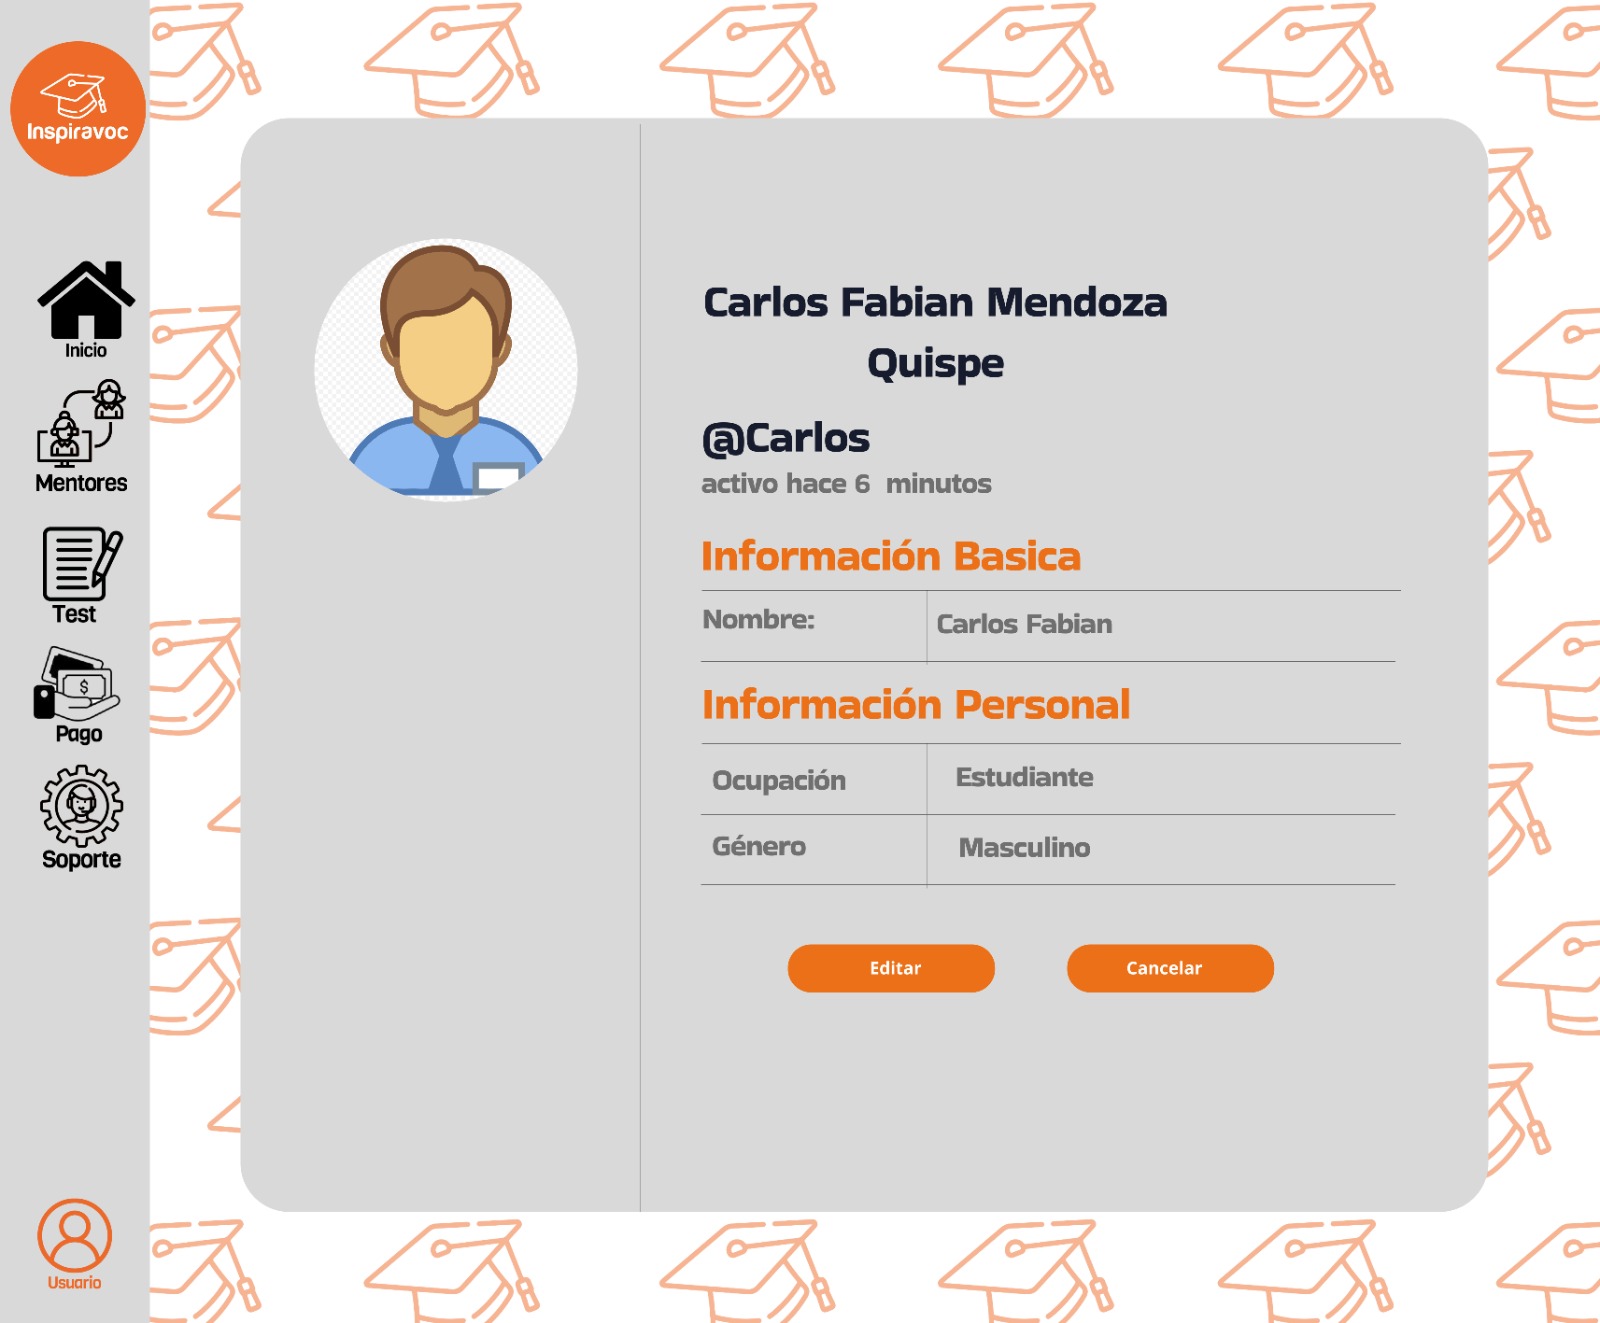 Inspiravoc
Inicio
Mentores
Test
$
Pago
Soporte
Usuario
Carlos Fabian Mendoza
Quispe
@Carlos
activo hace 6 minutos
Información Basica
Nombre: Carlos Fabian
Información Personal
Ocupación Estudiante
Género Masculino
Editar Cancelar